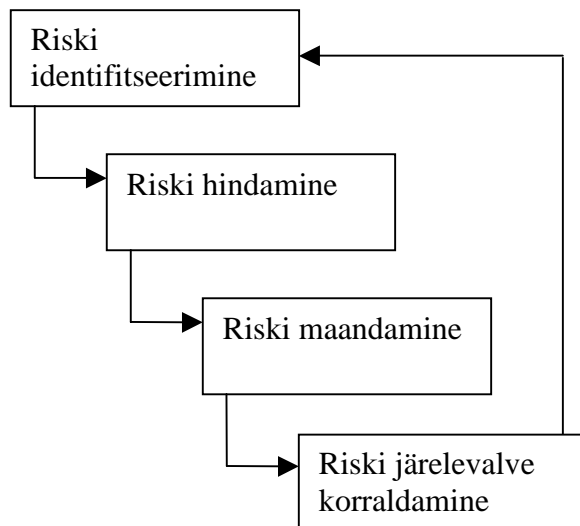 Riski
identifitseerimine
Riski hindamine
Riski maandamine
Riski järelevalve
korraldamine